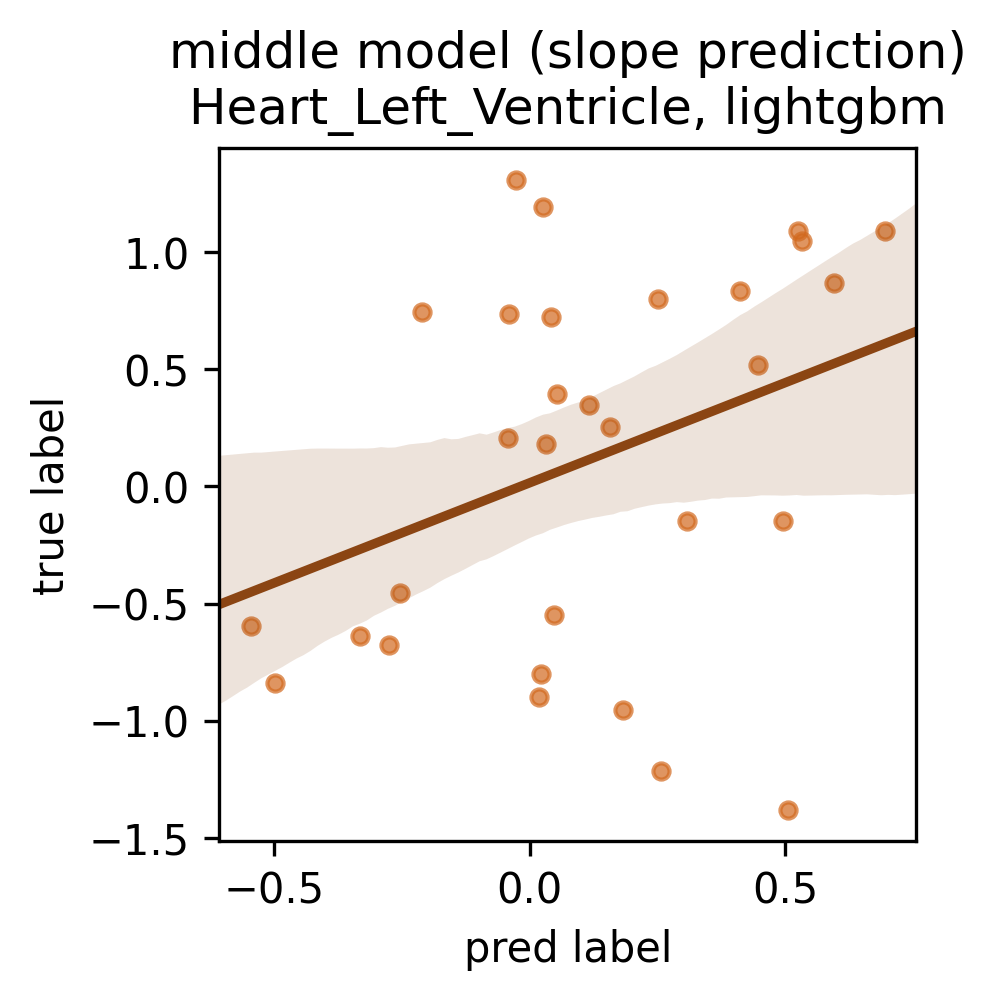 middle model (slope prediction)
Heart_Left_Ventricle, lightgbm
1.0
0.5
0.0
−0.5
−1.0
−1.5
true label
−0.5
0.0
0.5
pred label